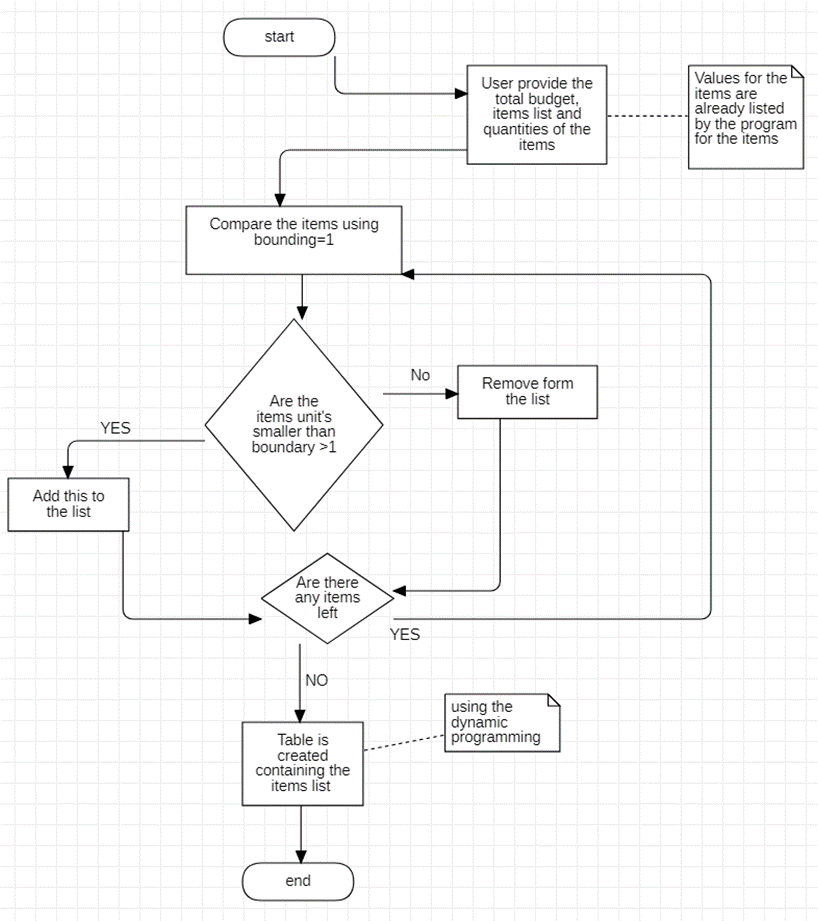 start
User provide the
total budget,
items list and
quantities of the
items
Values for the
items are
already listed
by the program
for the items
Compare the items using
bounding=1
Are the
items unit's
smaller than
boundary >1
No
Remove form
the list
YES
Add this to
the list
Are there
any items
left
YES
NO
Table is
created
containing the
items list
using the
dynamic
programming
end